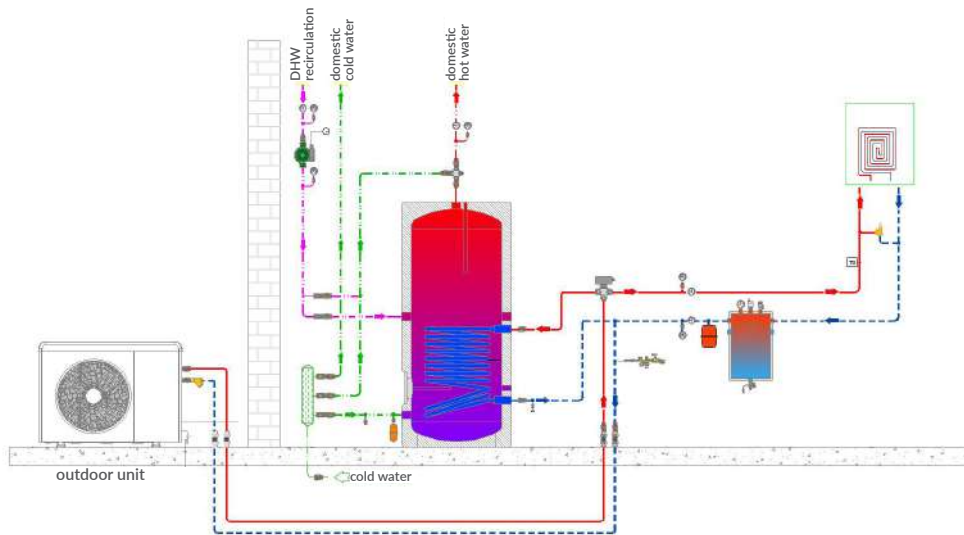 DHW
recirculation
domestic
cold water
domestic
hot water
outdoor unit
cold water